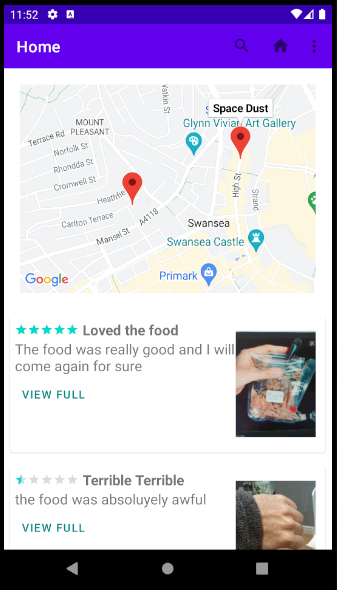 11:52
Home
Watkin St
MOUNT
PLEASANT
Space Dust
Glynn Vivian Art Gallery
Terrace Rd
Norfolk St
Rhondda St
Cromwell St
Heathfie
High St
Strand
Carlton Terrace
A4118
Mansel St
Swansea
Swansea Castle
Primark
Google
Loved the food
The food was really good and I will
come again for sure
VIEW FULL
Terrible Terrible
the food was absoluyely awful
VIEW FULL